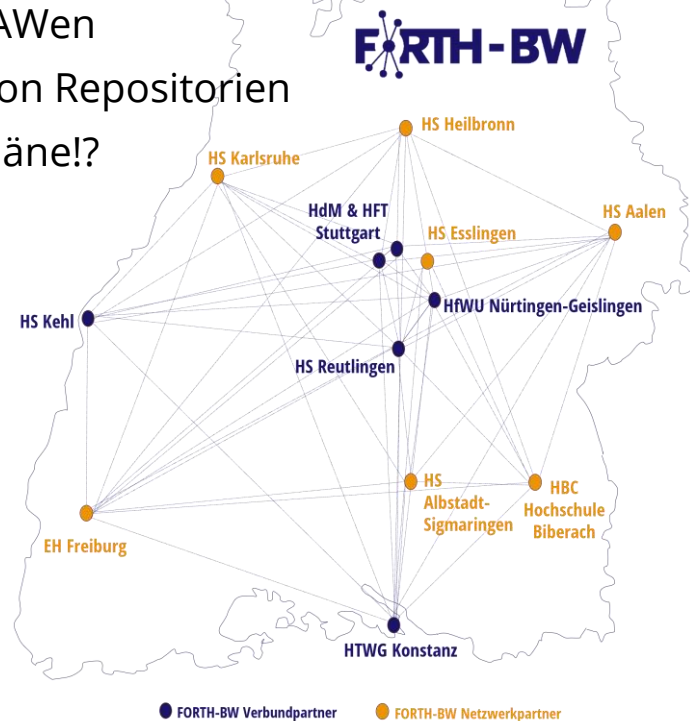 AWen
on Repositorien
äne!?
FORTH-BW
HS Heilbronn
HS Karlsruhe
HdM & HFT
Stuttgart
HS Esslingen
HS Aalen
HfWU Nürtingen-Geislingen
HS Kehl
HS Reutlingen
HS
Albstadt-
Sigmaringen
HBC
Hochschule
Biberach
EH Freiburg
HTWG Konstanz
FORTH-BW Verbundpartner
FORTH-BW Netzwerkpartner